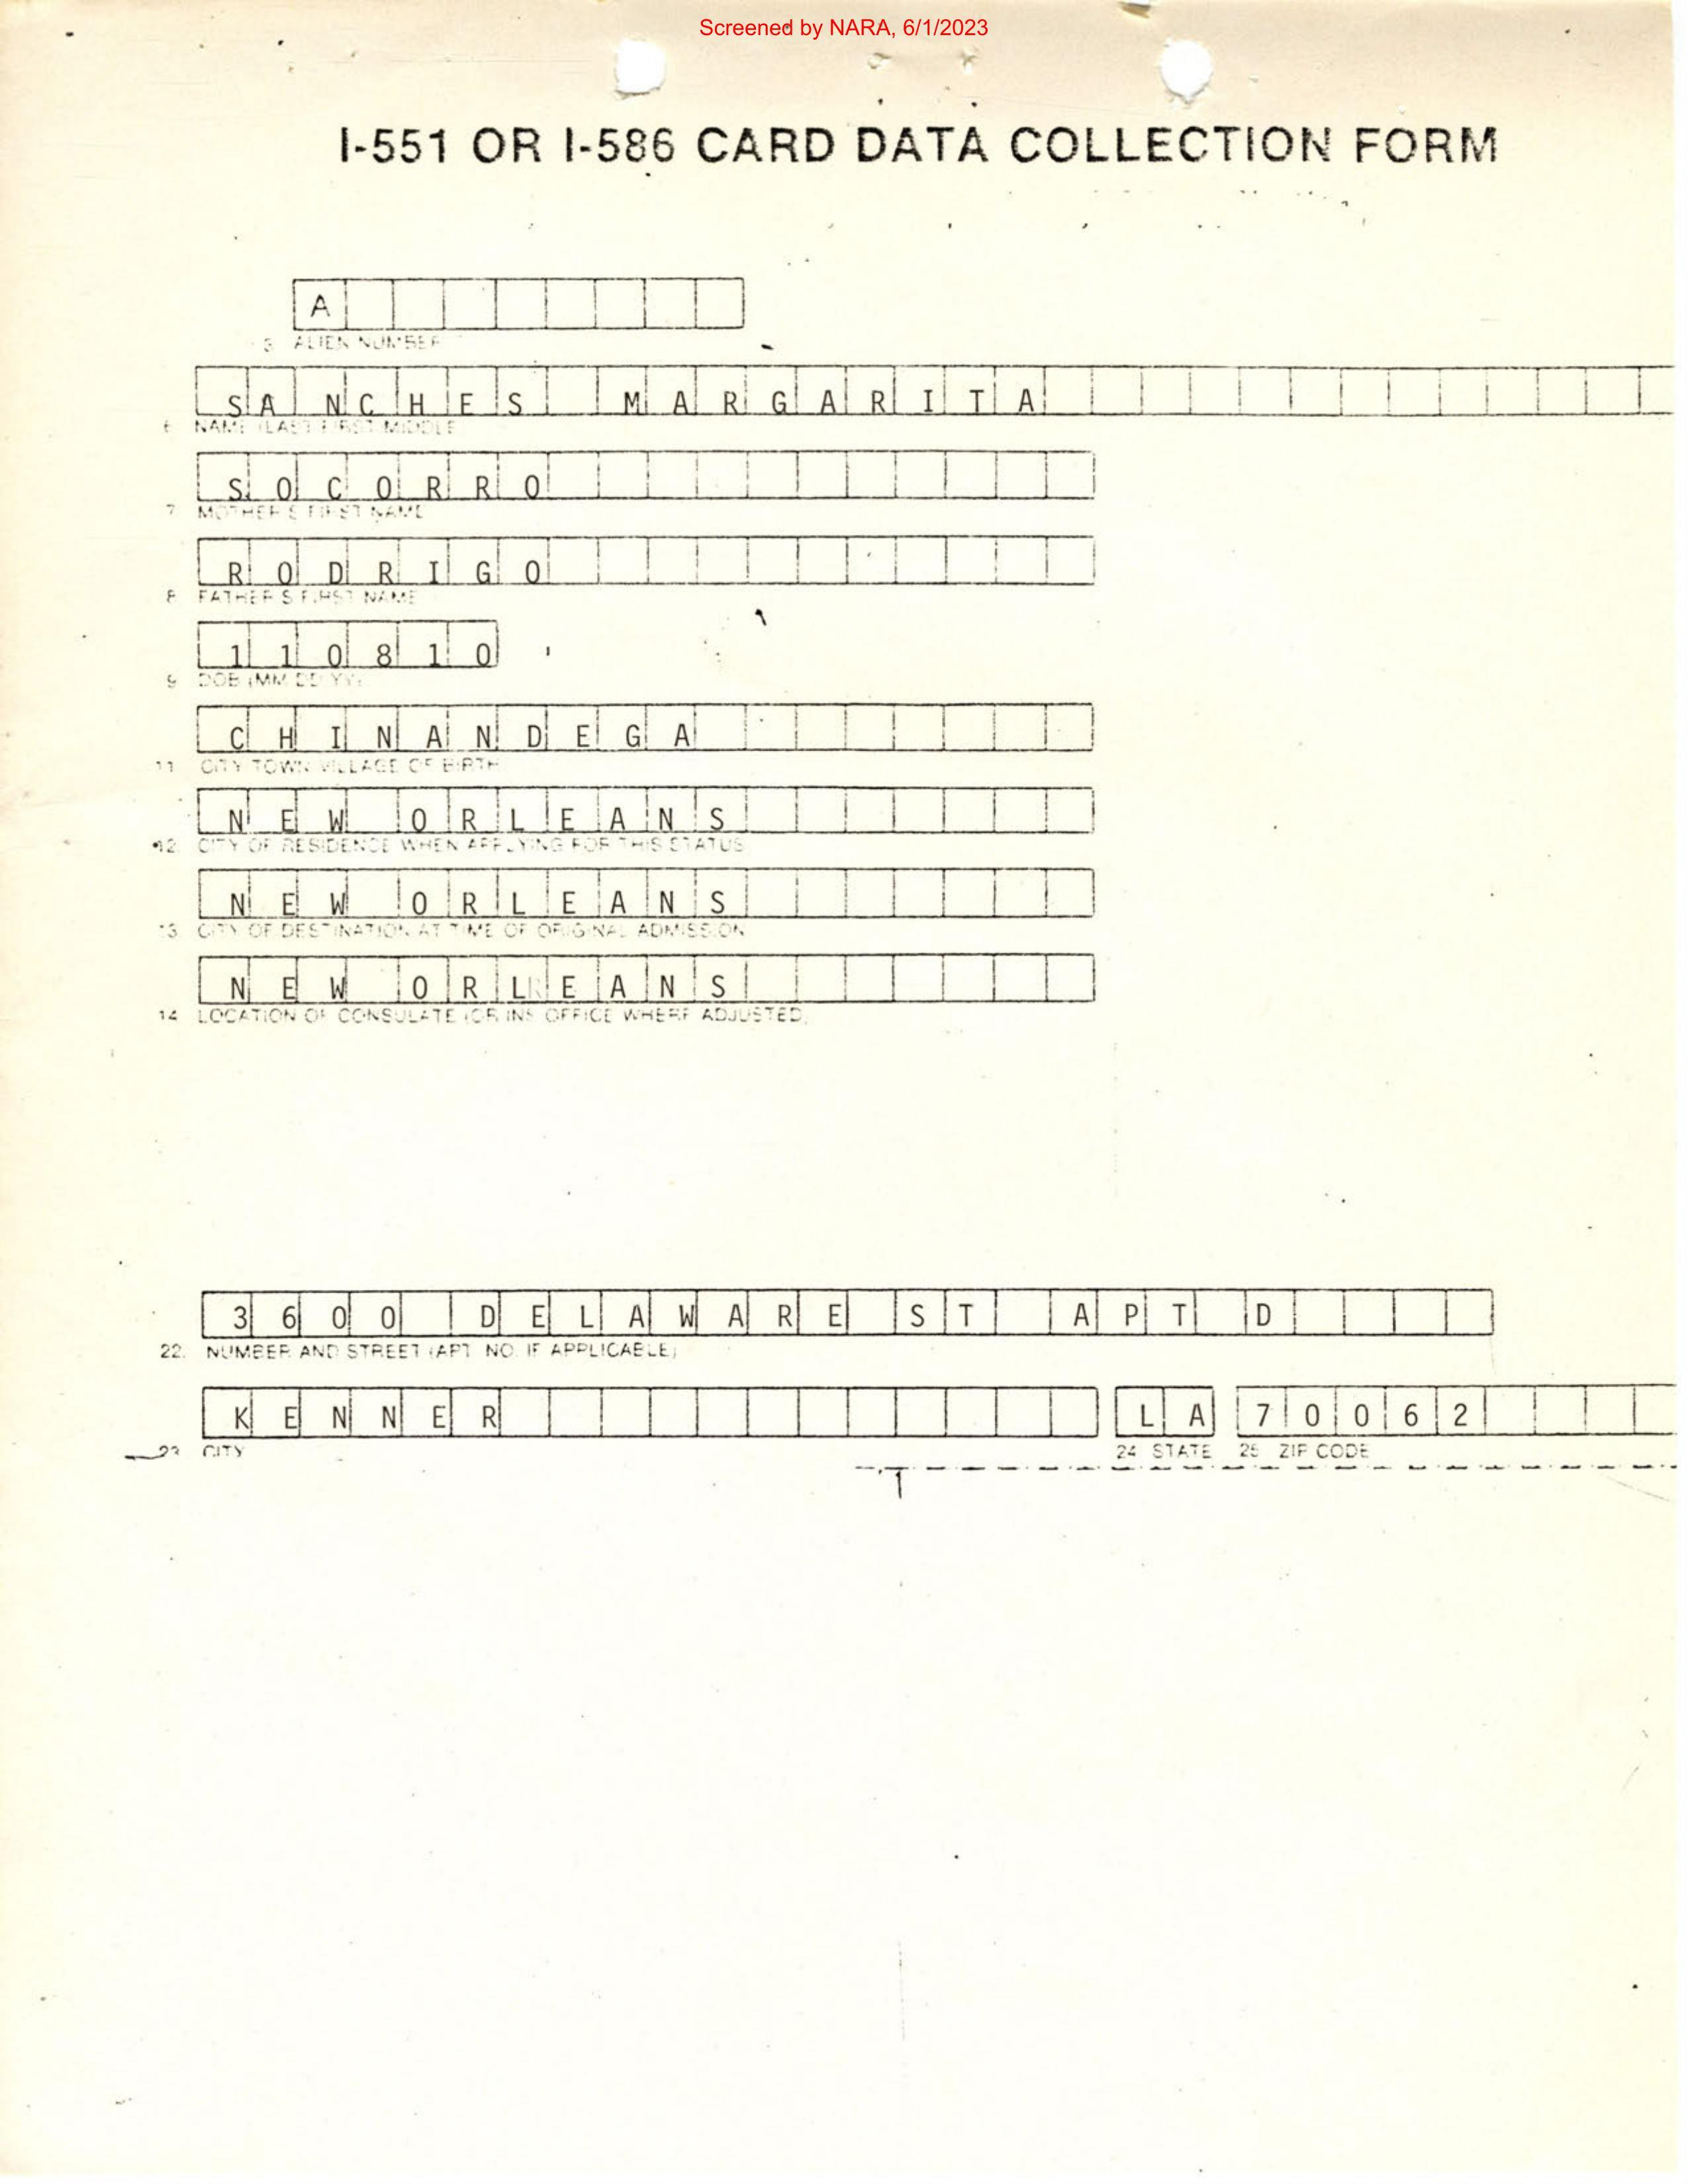 Screened by NARA, 6/1/2023
I-551 OR I-586 CARD DATA COLLECTION FORM
A
3. ALIEN NUMBER
SANCHES MARGARITA
6. NAME (LAST FIRST MIDDLE
SOCORRO
7. MOTHER'S FIRST NAME
RODRIGO
8. FATHER'S FIRST NAME
110810
9. DOB (MM DD YY)
CHINANDEGA
11. CITY TOWN VILLAGE OF BIRTH
NEW ORLEANS
12. CITY OF RESIDENCE WHEN APPLYING FOR THIS STATUS
NEW ORLEANS
13. CITY OF DESTINATION AT TIME OF ORIGINAL ADMISSION
NEW ORLEANS
14. LOCATION OF CONSULATE (OR INS OFFICE WHERE ADJUSTED)
3600 DELAWARE ST APT D
22. NUMBER AND STREET (APT. NO. IF APPLICABLE)
KENNER LA 70062
23. CITY 24. STATE 25. ZIP CODE